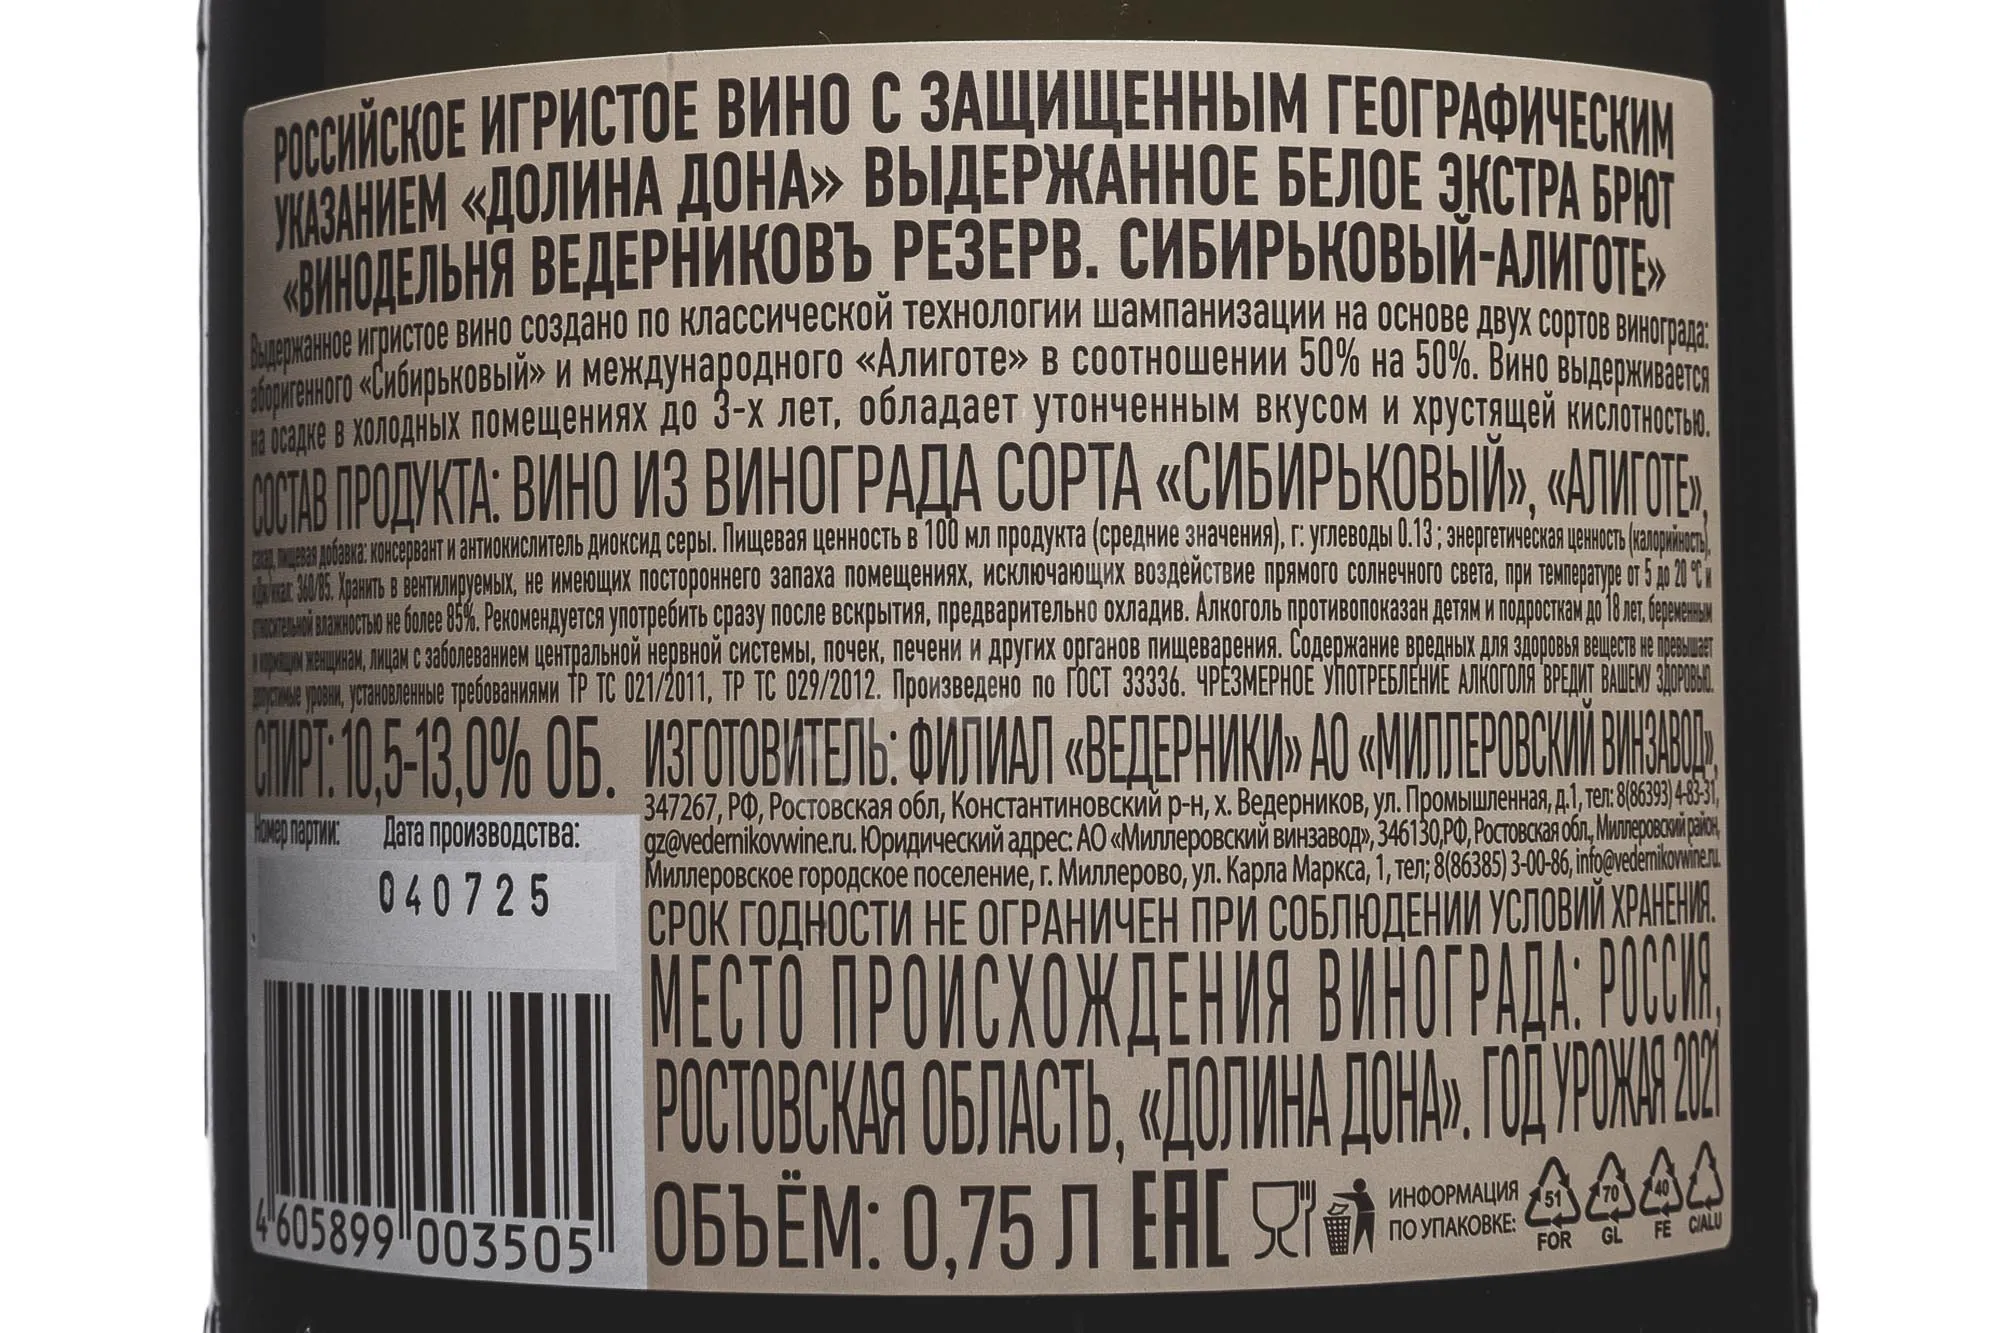 РОССИЙСКОЕ ИГРИСТОЕ ВИНО С ЗАЩИЩЕННЫМ ГЕОГРАФИЧЕСКИМ
УКАЗАНИЕМ «ДОЛИНА ДОНА» ВЫДЕРЖАННОЕ БЕЛОЕ ЭКСТРА БРЮТ
«ВИНОДЕЛЬНЯ ВЕДЕРНИКОВЪ РЕЗЕРВ. СИБИРЬКОВЫЙ-АЛИГОТЕ»
Выдержанное игристое вино создано по классической технологии шампанизации на основе двух сортов винограда:
аборигенного «Сибирьковый» и международного «Алиготе» в соотношении 50% на 50%. Вино выдерживается
на осадке в холодных помещениях до 3-х лет, обладает утонченным вкусом и хрустящей кислотностью.
СОСТАВ ПРОДУКТА: ВИНО ИЗ ВИНОГРАДА СОРТА «СИБИРЬКОВЫЙ», «АЛИГОТЕ»,
сахар, пищевая добавка: консервант и антиокислитель диоксид серы. Пищевая ценность в 100 мл продукта (средние значения), г: углеводы 0.13 ; энергетическая ценность (калорийность),
кДж/ккал: 360/85. Хранить в вентилируемых, не имеющих постороннего запаха помещениях, исключающих воздействие прямого солнечного света, при температуре от 5 до 20 °С и
относительной влажностью не более 85%. Рекомендуется употребить сразу после вскрытия, предварительно охладив. Алкоголь противопоказан детям и подросткам до 18 лет, беременным
и кормящим женщинам, лицам с заболеванием центральной нервной системы, почек, печени и других органов пищеварения. Содержание вредных для здоровья веществ не превышает
допустимые уровни, установленные требованиями ТР ТС 021/2011, ТР ТС 029/2012. Произведено по ГОСТ 33336. ЧРЕЗМЕРНОЕ УПОТРЕБЛЕНИЕ АЛКОГОЛЯ ВРЕДИТ ВАШЕМУ ЗДОРОВЬЮ.
СПИРТ: 10,5-13,0% ОБ.
Номер партии: Дата производства:
040725
4 605899 003505
ИЗГОТОВИТЕЛЬ: ФИЛИАЛ «ВЕДЕРНИКИ» АО «МИЛЛЕРОВСКИЙ ВИНЗАВОД»,
347267, РФ, Ростовская обл, Константиновский р-н, х. Ведерников, ул. Промышленная, д.1, тел: 8(86393) 4-83-31,
gz@vedernikovwine.ru. Юридический адрес: АО «Миллеровский винзавод», 346130,РФ, Ростовская обл., Миллеровский район,
Миллеровское городское поселение, г. Миллерово, ул. Карла Маркса, 1, тел; 8(86385) 3-00-86, info@vedernikovwine.ru.
СРОК ГОДНОСТИ НЕ ОГРАНИЧЕН ПРИ СОБЛЮДЕНИИ УСЛОВИЙ ХРАНЕНИЯ.
МЕСТО ПРОИСХОЖДЕНИЯ ВИНОГРАДА: РОССИЯ,
РОСТОВСКАЯ ОБЛАСТЬ, «ДОЛИНА ДОНА». ГОД УРОЖАЯ 2021
ОБЪЁМ: 0,75 Л EAC
ИНФОРМАЦИЯ
ПО УПАКОВКЕ:
51 70 40
FOR GL FE C/ALU